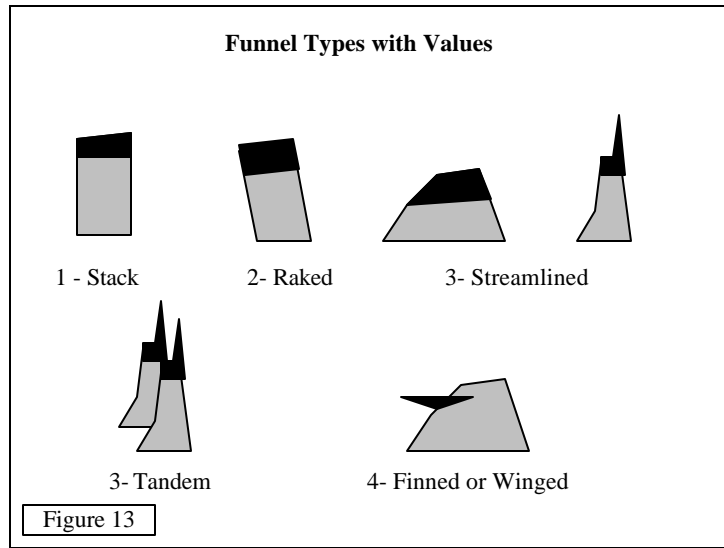 Funnel Types with Values
1 - Stack
2- Raked
3- Streamlined
3- Tandem
4- Finned or Winged
Figure 13